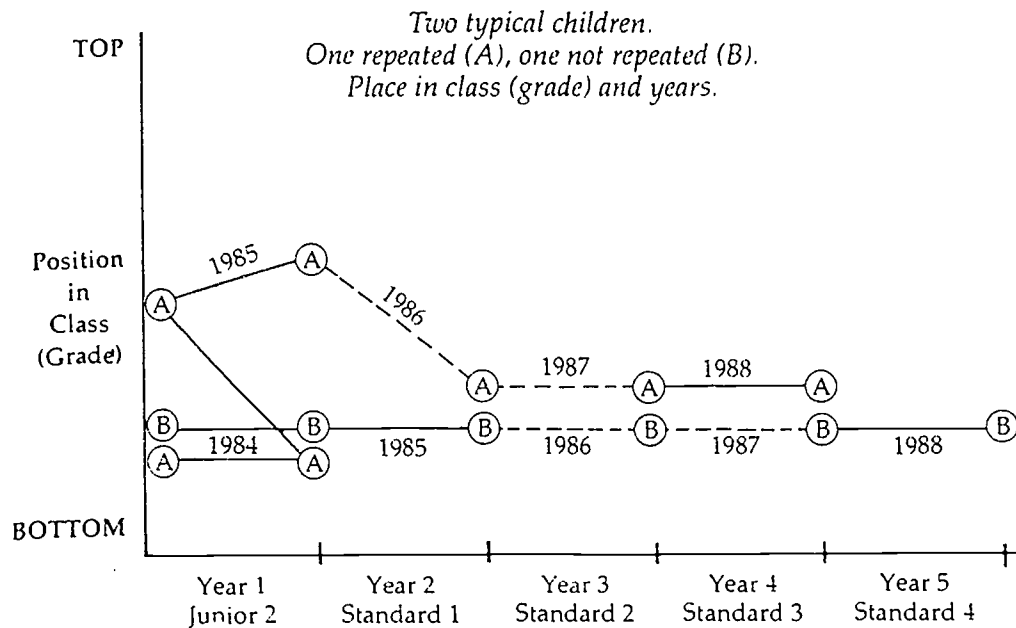 Two typical children.
One repeated (A), one not repeated (B).
Place in class (grade) and years.
TOP
Position
in
Class
(Grade)
BOTTOM
A 1985 A
1986
A 1987 A 1988 A
B B B B B B
1984 1985 1986 1987 1988
A A
Year 1 Year 2 Year 3 Year 4 Year 5
Junior 2 Standard 1 Standard 2 Standard 3 Standard 4